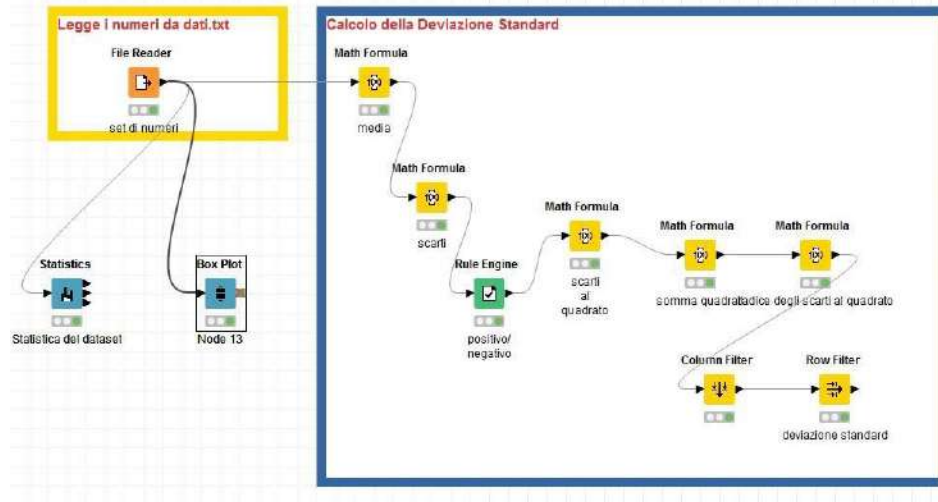 Legge i numeri da dati.txt
File Reader
set di numeri
Statistics
Statistica del dataset
Box Plot
Node 13
Calcolo della Deviazione Standard
Math Formula
media
Math Formula
scarti
Rule Engine
positivo/
negativo
Math Formula
scarti
al
quadrato
Math Formula
somma quadrati
Math Formula
degli scarti al quadrato
Column Filter
Row Filter
deviazione standard